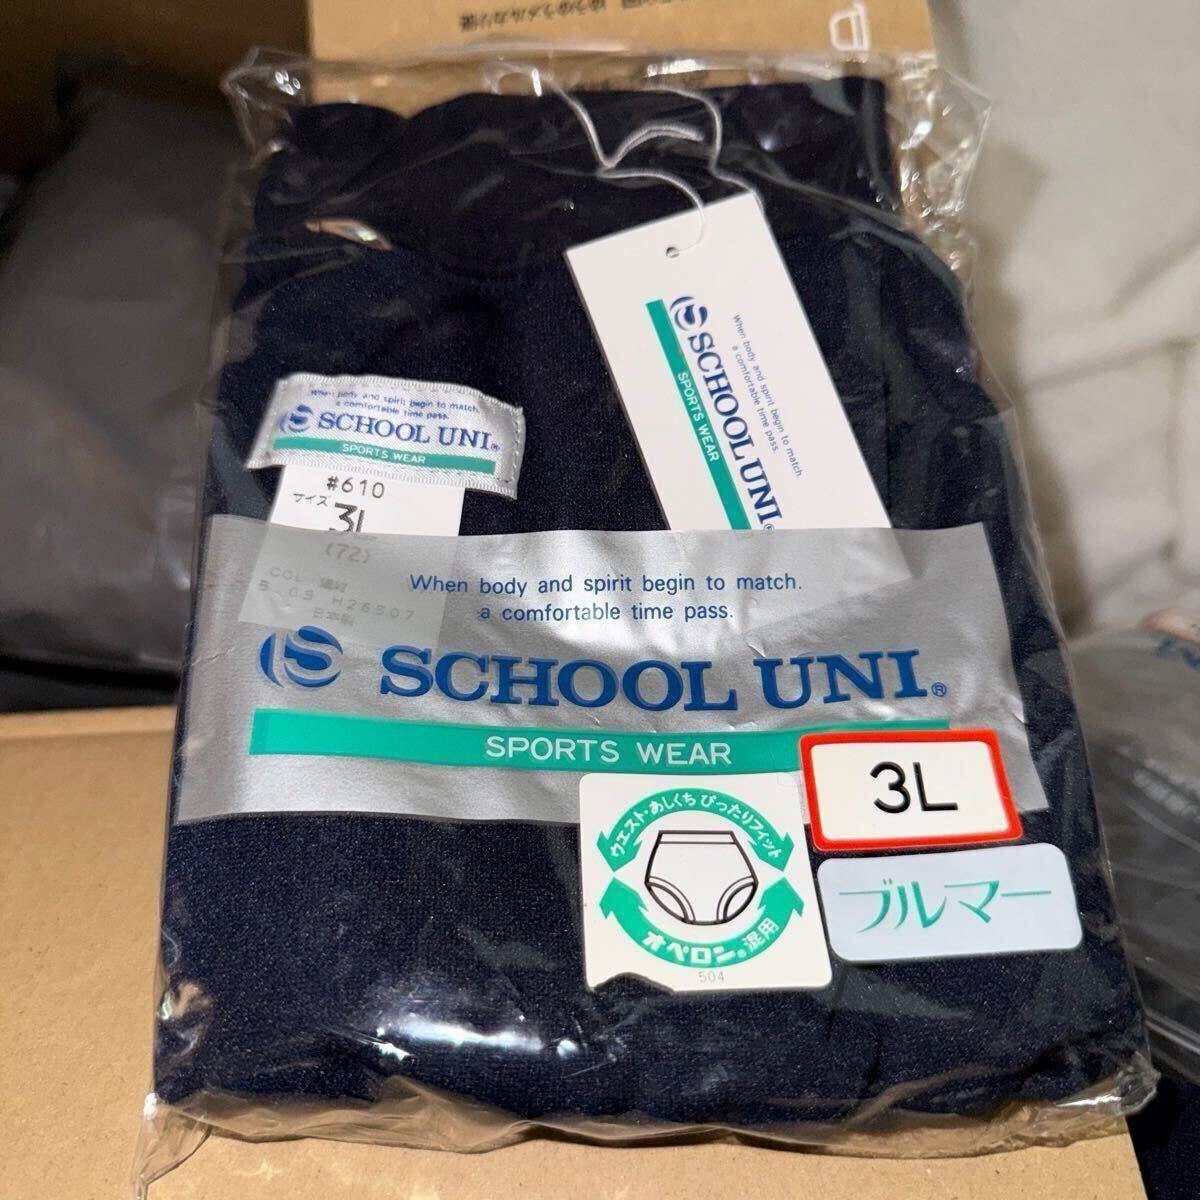 When body and spirit begin to match.
a comfortable time pass.
SCHOOL UNI
SPORTS WEAR
When body and spirit begin to match.
a comfortable time pass.
SCHOOL UNI®
SPORTS WEAR
#610
サイズ
3L
(72)
COL
H26507
日本製
When body and spirit begin to match.
a comfortable time pass.
SCHOOL UNI®
SPORTS WEAR
3L
ウエスト・あしくち ぴったりフィット
オペロン®混用
504
ブルマー